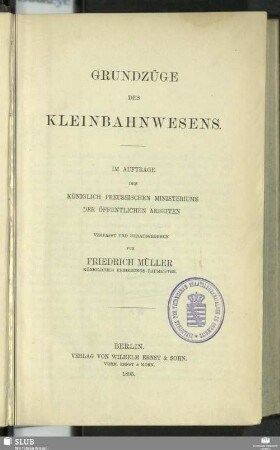 GRUNDZÜGE
DES
KLEINBAHNWESENS.
IM AUFTRAGE
DES
KÖNIGLICH PREUSSISCHEN MINISTERIUMS
DER ÖFFENTLICHEN ARBEITEN
VERFASST UND HERAUSGEGEBEN
VON
FRIEDRICH MÜLLER
KÖNIGLICHER REGIERUNGS-BAUMEISTER.
BERLIN.
VERLAG VON WILHELM ERNST & SOHN.
VORM. ERNST & KORN.
1895.
SLUB